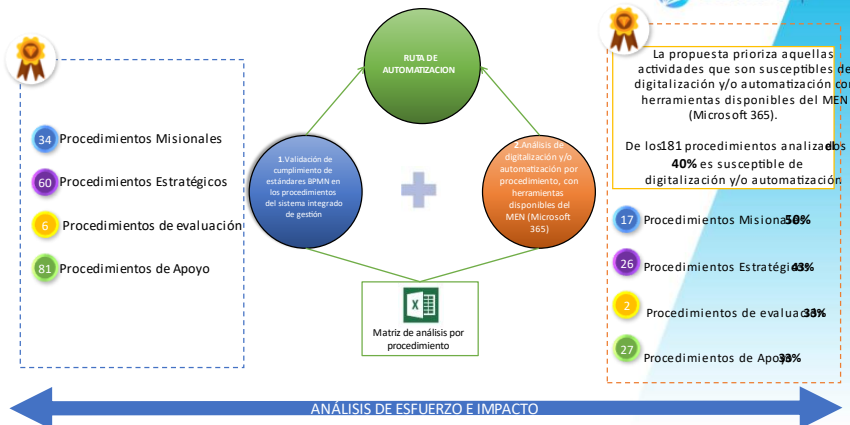 34 Procedimientos Misionales
60 Procedimientos Estratégicos
6 Procedimientos de evaluación
81 Procedimientos de Apoyo
RUTA DE
AUTOMATIZACION
1.Validación de
cumplimiento de
estándares BPMN en
los procedimientos
del sistema integrado
de gestión
2.Análisis de
digitalización y/o
automatización por
procedimiento, con
herramientas
disponibles del
MEN (Microsoft
365)
Matriz de análisis por
procedimiento
La propuesta prioriza aquellas
actividades que son susceptibles de
digitalización y/o automatización con
herramientas disponibles del MEN
(Microsoft 365).
De los 181 procedimientos analizados el
40% es susceptible de
digitalización y/o automatización
17 Procedimientos Misionales 50%
26 Procedimientos Estratégicos 43%
2 Procedimientos de evaluación 33%
27 Procedimientos de Apoyo 33%
ANÁLISIS DE ESFUERZO E IMPACTO